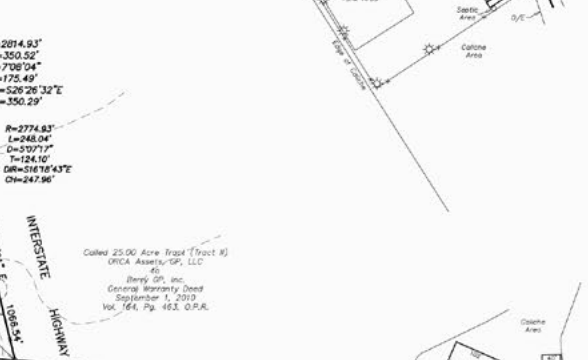 Septic
Area
O/E
Edge of Caliche
Caliche
Area
2814.93'
=350.52'
=7°08'04"
=175.49'
=S26°26'32"E
=350.29'
R=2774.93'
L=248.04'
D=5°07'17"
T=124.10'
DIR=S16°18'43"E
CH=247.96'
INTERSTATE
HIGHWAY
1066.54'
Called 25.00 Acre Tract (Tract II)
ORCA Assets, GP, LLC
to
Berry GP, Inc.
General Warranty Deed
September 1, 2010
Vol. 164, Pg. 463, O.P.R.
Caliche
Area